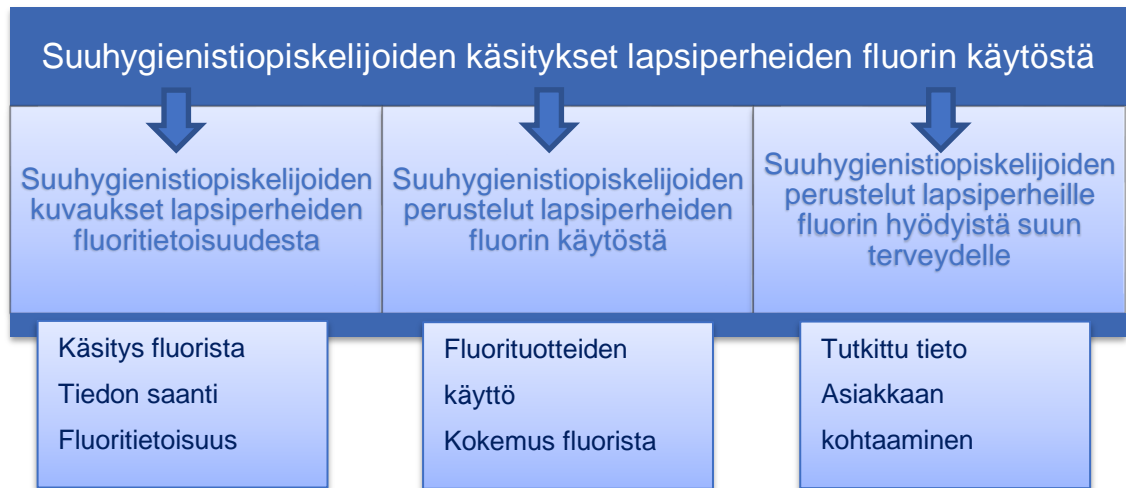 Suuhygienistiopiskelijoiden käsitykset lapsiperheiden fluorin käytöstä
Suuhygienistiopiskelijoiden
kuvaukset lapsiperheiden
fluoritietoisuudesta
Suuhygienistiopiskelijoiden
perustelut lapsiperheiden
fluorin käytöstä
Suuhygienistiopiskelijoiden
perustelut lapsiperheille
fluorin hyödyistä suun
terveydelle
Käsitys fluorista
Tiedon saanti
Fluoritietoisuus
Fluorituotteiden
käyttö
Kokemus fluorista
Tutkittu tieto
Asiakkaan
kohtaaminen